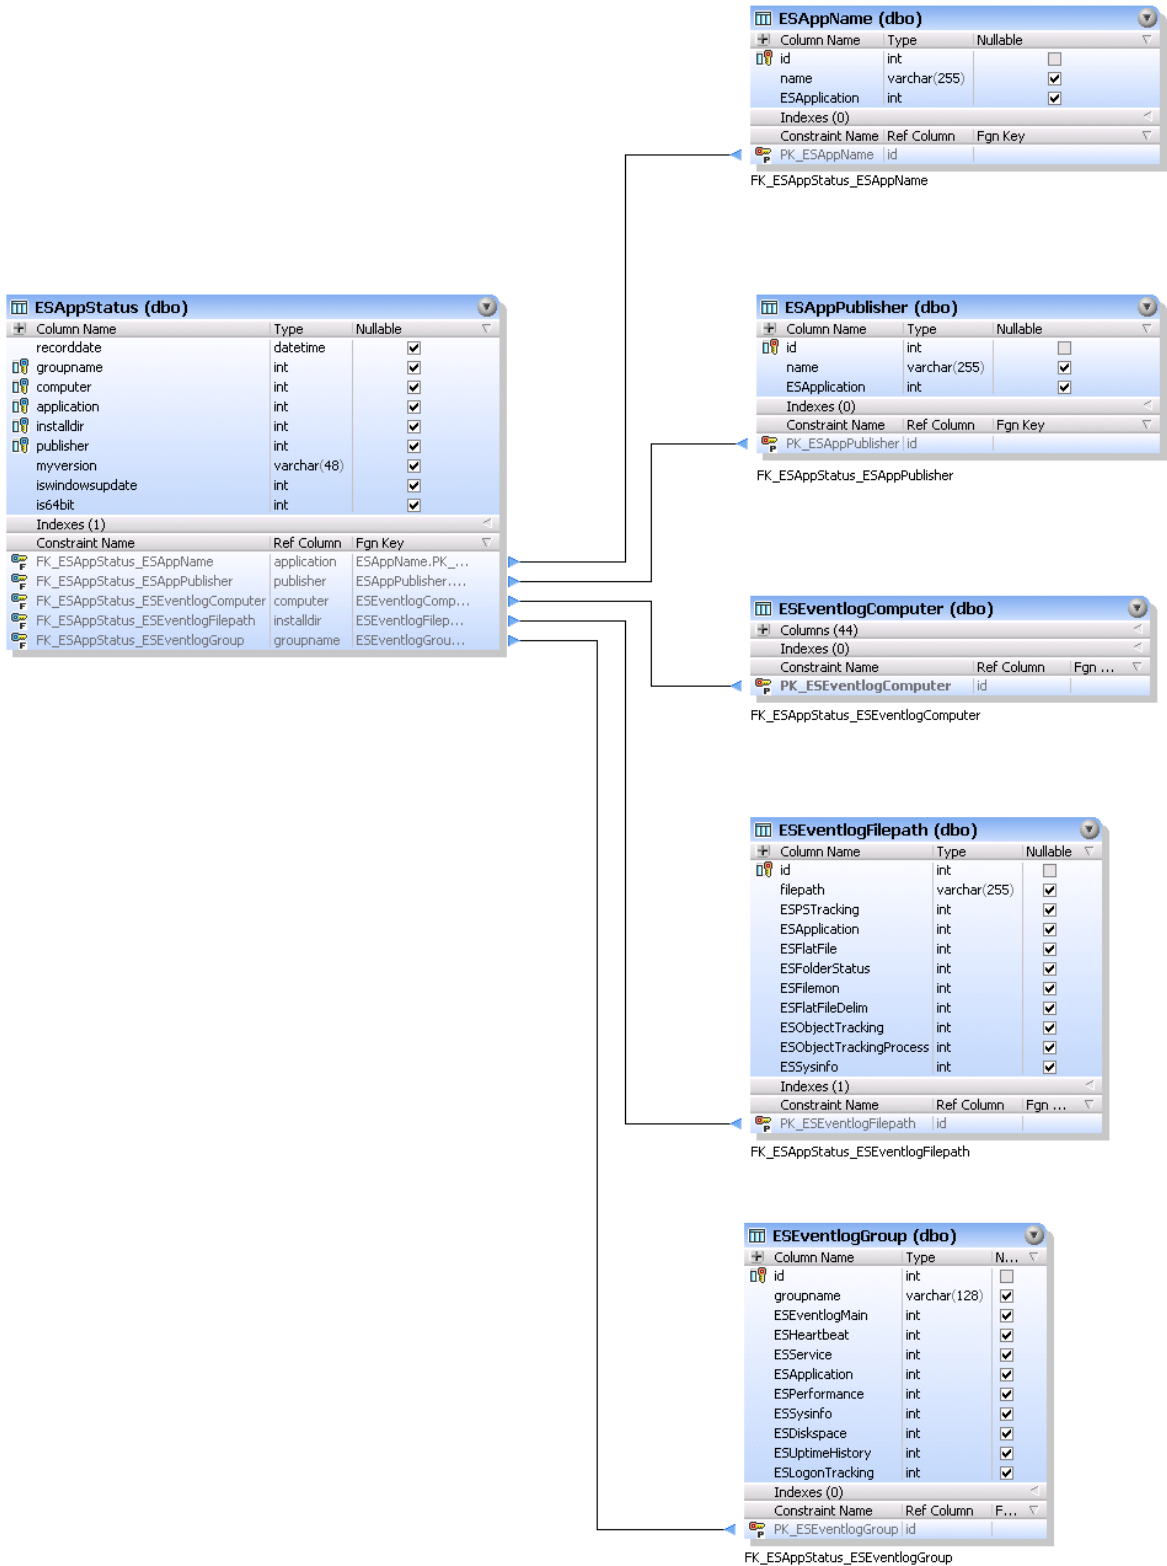 ESAppName (dbo)
Column Name Type Nullable
id int
name varchar(255)
ESApplication int
Indexes (0)
Constraint Name Ref Column Fgn Key
PK_ESAppName id
FK_ESAppStatus_ESAppName
ESAppStatus (dbo)
Column Name Type Nullable
recorddate datetime
groupname int
computer int
application int
installdir int
publisher int
myversion varchar(48)
iswindowsupdate int
is64bit int
Indexes (1)
Constraint Name Ref Column Fgn Key
FK_ESAppStatus_ESAppName application ESAppName.PK_...
FK_ESAppStatus_ESAppPublisher publisher ESAppPublisher....
FK_ESAppStatus_ESEventlogComputer computer ESEventlogComp...
FK_ESAppStatus_ESEventlogFilepath installdir ESEventlogFilep...
FK_ESAppStatus_ESEventlogGroup groupname ESEventlogGrou...
ESAppPublisher (dbo)
Column Name Type Nullable
id int
name varchar(255)
ESApplication int
Indexes (0)
Constraint Name Ref Column Fgn Key
PK_ESAppPublisher id
FK_ESAppStatus_ESAppPublisher
ESEventlogComputer (dbo)
Columns (44)
Indexes (0)
Constraint Name Ref Column Fgn ...
PK_ESEventlogComputer id
FK_ESAppStatus_ESEventlogComputer
ESEventlogFilepath (dbo)
Column Name Type Nullable
id int
filepath varchar(255)
ESPSTracking int
ESApplication int
ESFlatFile int
ESFolderStatus int
ESFilemon int
ESFlatFileDelim int
ESObjectTracking int
ESObjectTrackingProcess int
ESSysinfo int
Indexes (1)
Constraint Name Ref Column Fgn ...
PK_ESEventlogFilepath id
FK_ESAppStatus_ESEventlogFilepath
ESEventlogGroup (dbo)
Column Name Type N...
id int
groupname varchar(128)
ESEventlogMain int
ESHeartbeat int
ESService int
ESApplication int
ESPerformance int
ESSysinfo int
ESDiskspace int
ESUptimeHistory int
ESLogonTracking int
Indexes (0)
Constraint Name Ref Column F...
PK_ESEventlogGroup id
FK_ESAppStatus_ESEventlogGroup